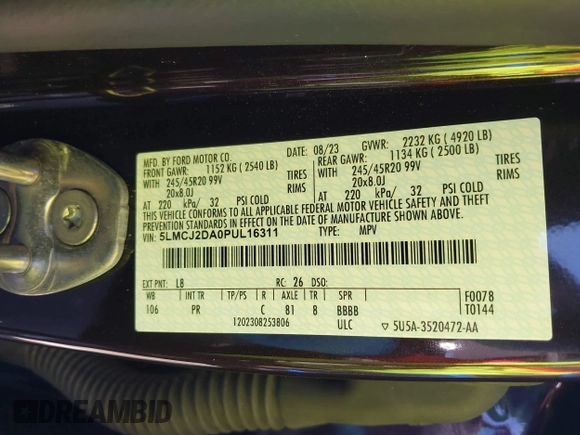 MFD. BY FORD MOTOR CO.
DATE: 08/23 GVWR: 2232 KG ( 4920 LB)
FRONT GAWR: 1152 KG ( 2540 LB) REAR GAWR: 1134 KG ( 2500 LB)
WITH 245/45R20 99V TIRES WITH 245/45R20 99V TIRES
20x8.0J RIMS 20x8.0J RIMS
AT 220 kPa/ 32 PSI COLD AT 220 kPa/ 32 PSI COLD
THIS VEHICLE CONFORMS TO ALL APPLICABLE FEDERAL MOTOR VEHICLE SAFETY AND THEFT
PREVENTION STANDARDS IN EFFECT ON THE DATE OF MANUFACTURE SHOWN ABOVE.
VIN: 5LMCJ2DA0PUL16311 TYPE: MPV
EXT PNT: L8 RC: 26 DSO:
WB INT TR TP/PS R AXLE TR SPR
106 PR C 81 8 BBBB
F0078
T0144
1202308253806 ULC ▽ 5U5A-3520472-AA
DREAMBID